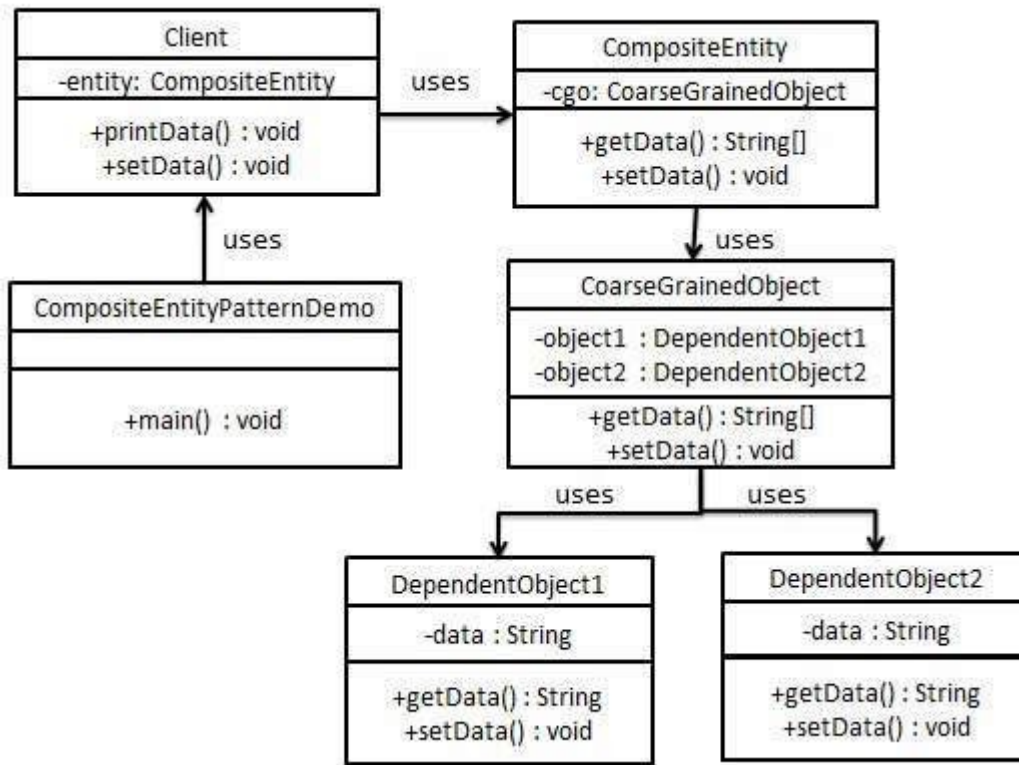 Client
-entity: CompositeEntity
+printData() : void
+setData() : void
uses
CompositeEntity
-cgo: CoarseGrainedObject
+getData() : String[]
+setData() : void
uses
uses
CompositeEntityPatternDemo
+main() : void
CoarseGrainedObject
-object1 : DependentObject1
-object2 : DependentObject2
+getData() : String[]
+setData() : void
uses
uses
DependentObject1
-data : String
+getData() : String
+setData() : void
DependentObject2
-data : String
+getData() : String
+setData() : void